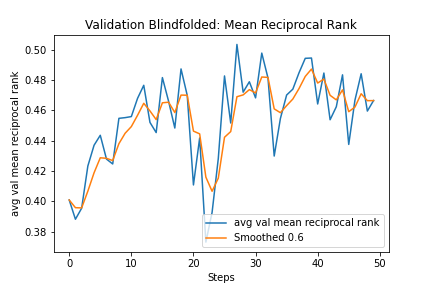 Validation Blindfolded: Mean Reciprocal Rank
avg val mean reciprocal rank
0.50
0.48
0.46
0.44
0.42
0.40
0.38
avg val mean reciprocal rank
Smoothed 0.6
0 10 20 30 40 50
Steps